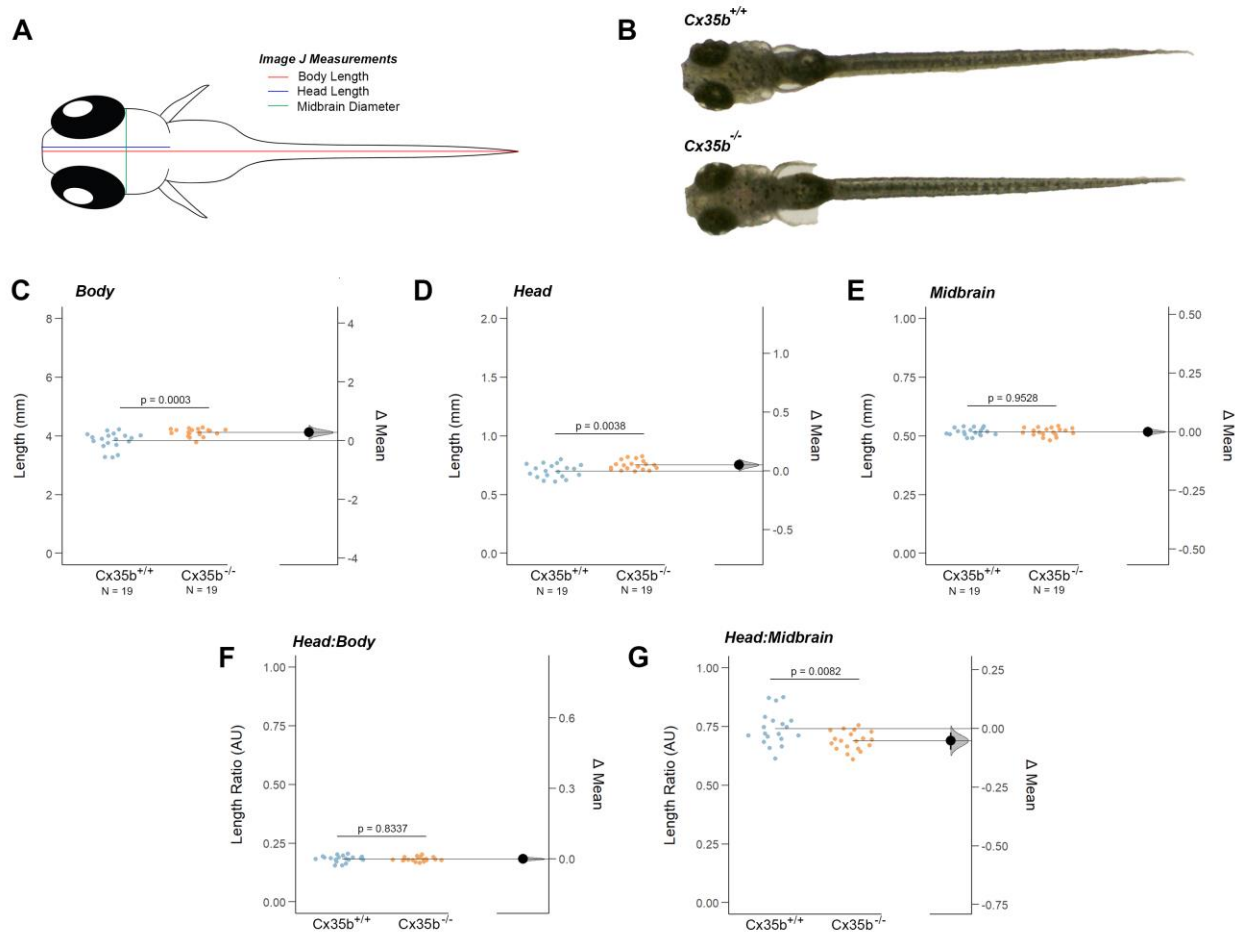 A
Image J Measurements
Body Length
Head Length
Midbrain Diameter
B
Cx35b+/+
Cx35b-/-
C
Body
8
6
4
2
0
Length (mm)
p = 0.0003
4
2
0
-2
-4
Δ Mean
Cx35b+/+
N = 19
Cx35b-/-
N = 19
D
Head
2.0
1.5
1.0
0.5
0.0
Length (mm)
p = 0.0038
1.0
0.5
0.0
-0.5
Δ Mean
Cx35b+/+
N = 19
Cx35b-/-
N = 19
E
Midbrain
1.00
0.75
0.50
0.25
0.00
Length (mm)
p = 0.9528
0.50
0.25
0.00
-0.25
-0.50
Δ Mean
Cx35b+/+
N = 19
Cx35b-/-
N = 19
F
Head:Body
1.00
0.75
0.50
0.25
0.00
Length Ratio (AU)
p = 0.8337
0.6
0.3
0.0
Δ Mean
Cx35b+/+
Cx35b-/-
G
Head:Midbrain
1.00
0.75
0.50
0.25
0.00
Length Ratio (AU)
p = 0.0082
0.25
0.00
-0.25
-0.50
-0.75
Δ Mean
Cx35b+/+
Cx35b-/-